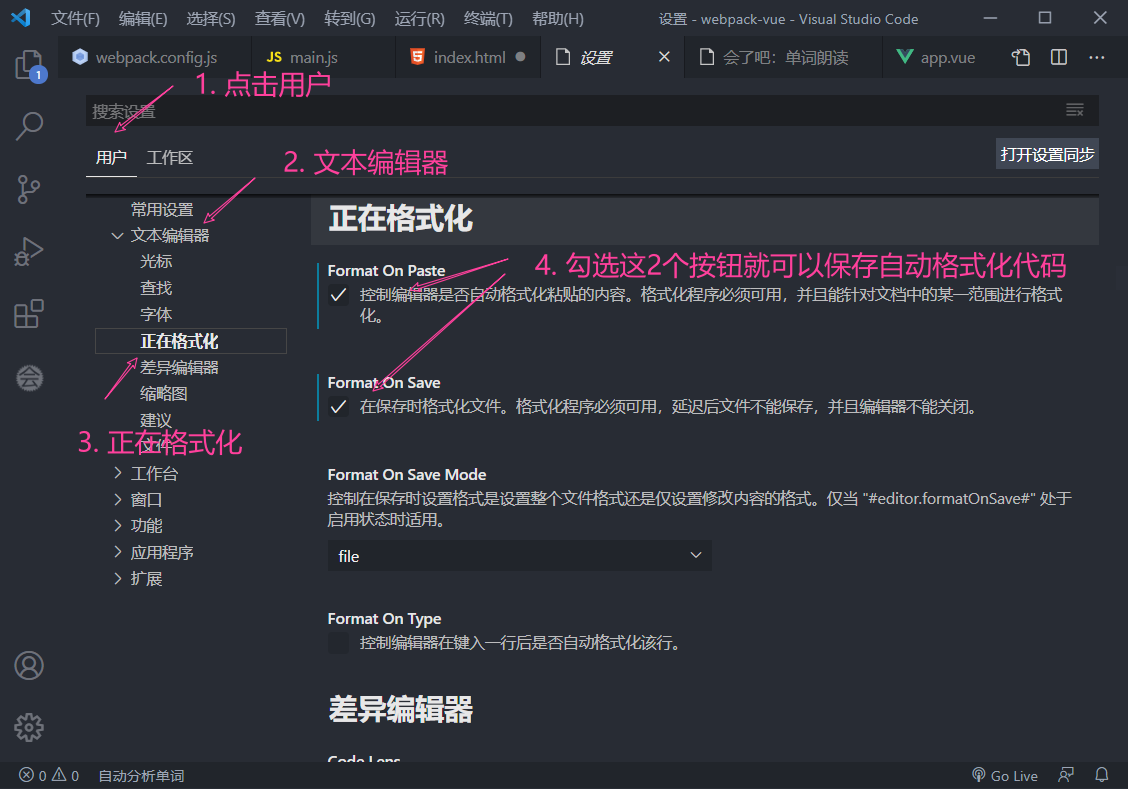 文件(F) 编辑(E) 选择(S) 查看(V) 转到(G) 运行(R) 终端(T) 帮助(H) 设置 - webpack-vue - Visual Studio Code
webpack.config.js JS main.js index.html 设置 会了吧：单词朗读 app.vue
1
1. 点击用户
搜索设置
用户 工作区 打开设置同步
2. 文本编辑器
常用设置
文本编辑器
光标
查找
字体
正在格式化
差异编辑器
缩略图
建议
文件
3. 正在格式化
工作台
窗口
功能
应用程序
扩展
会
正在格式化
4. 勾选这2个按钮就可以保存自动格式化代码
Format On Paste
控制编辑器是否自动格式化粘贴的内容。格式化程序必须可用，并且能针对文档中的某一范围进行格式
化。
Format On Save
在保存时格式化文件。格式化程序必须可用，延迟后文件不能保存，并且编辑器不能关闭。
Format On Save Mode
控制在保存时设置格式是设置整个文件格式还是仅设置修改内容的格式。仅当 "#editor.formatOnSave#" 处于
启用状态时适用。
file
Format On Type
控制编辑器在键入一行后是否自动格式化该行。
差异编辑器
Code Lens
0 0 自动分析单词 Go Live